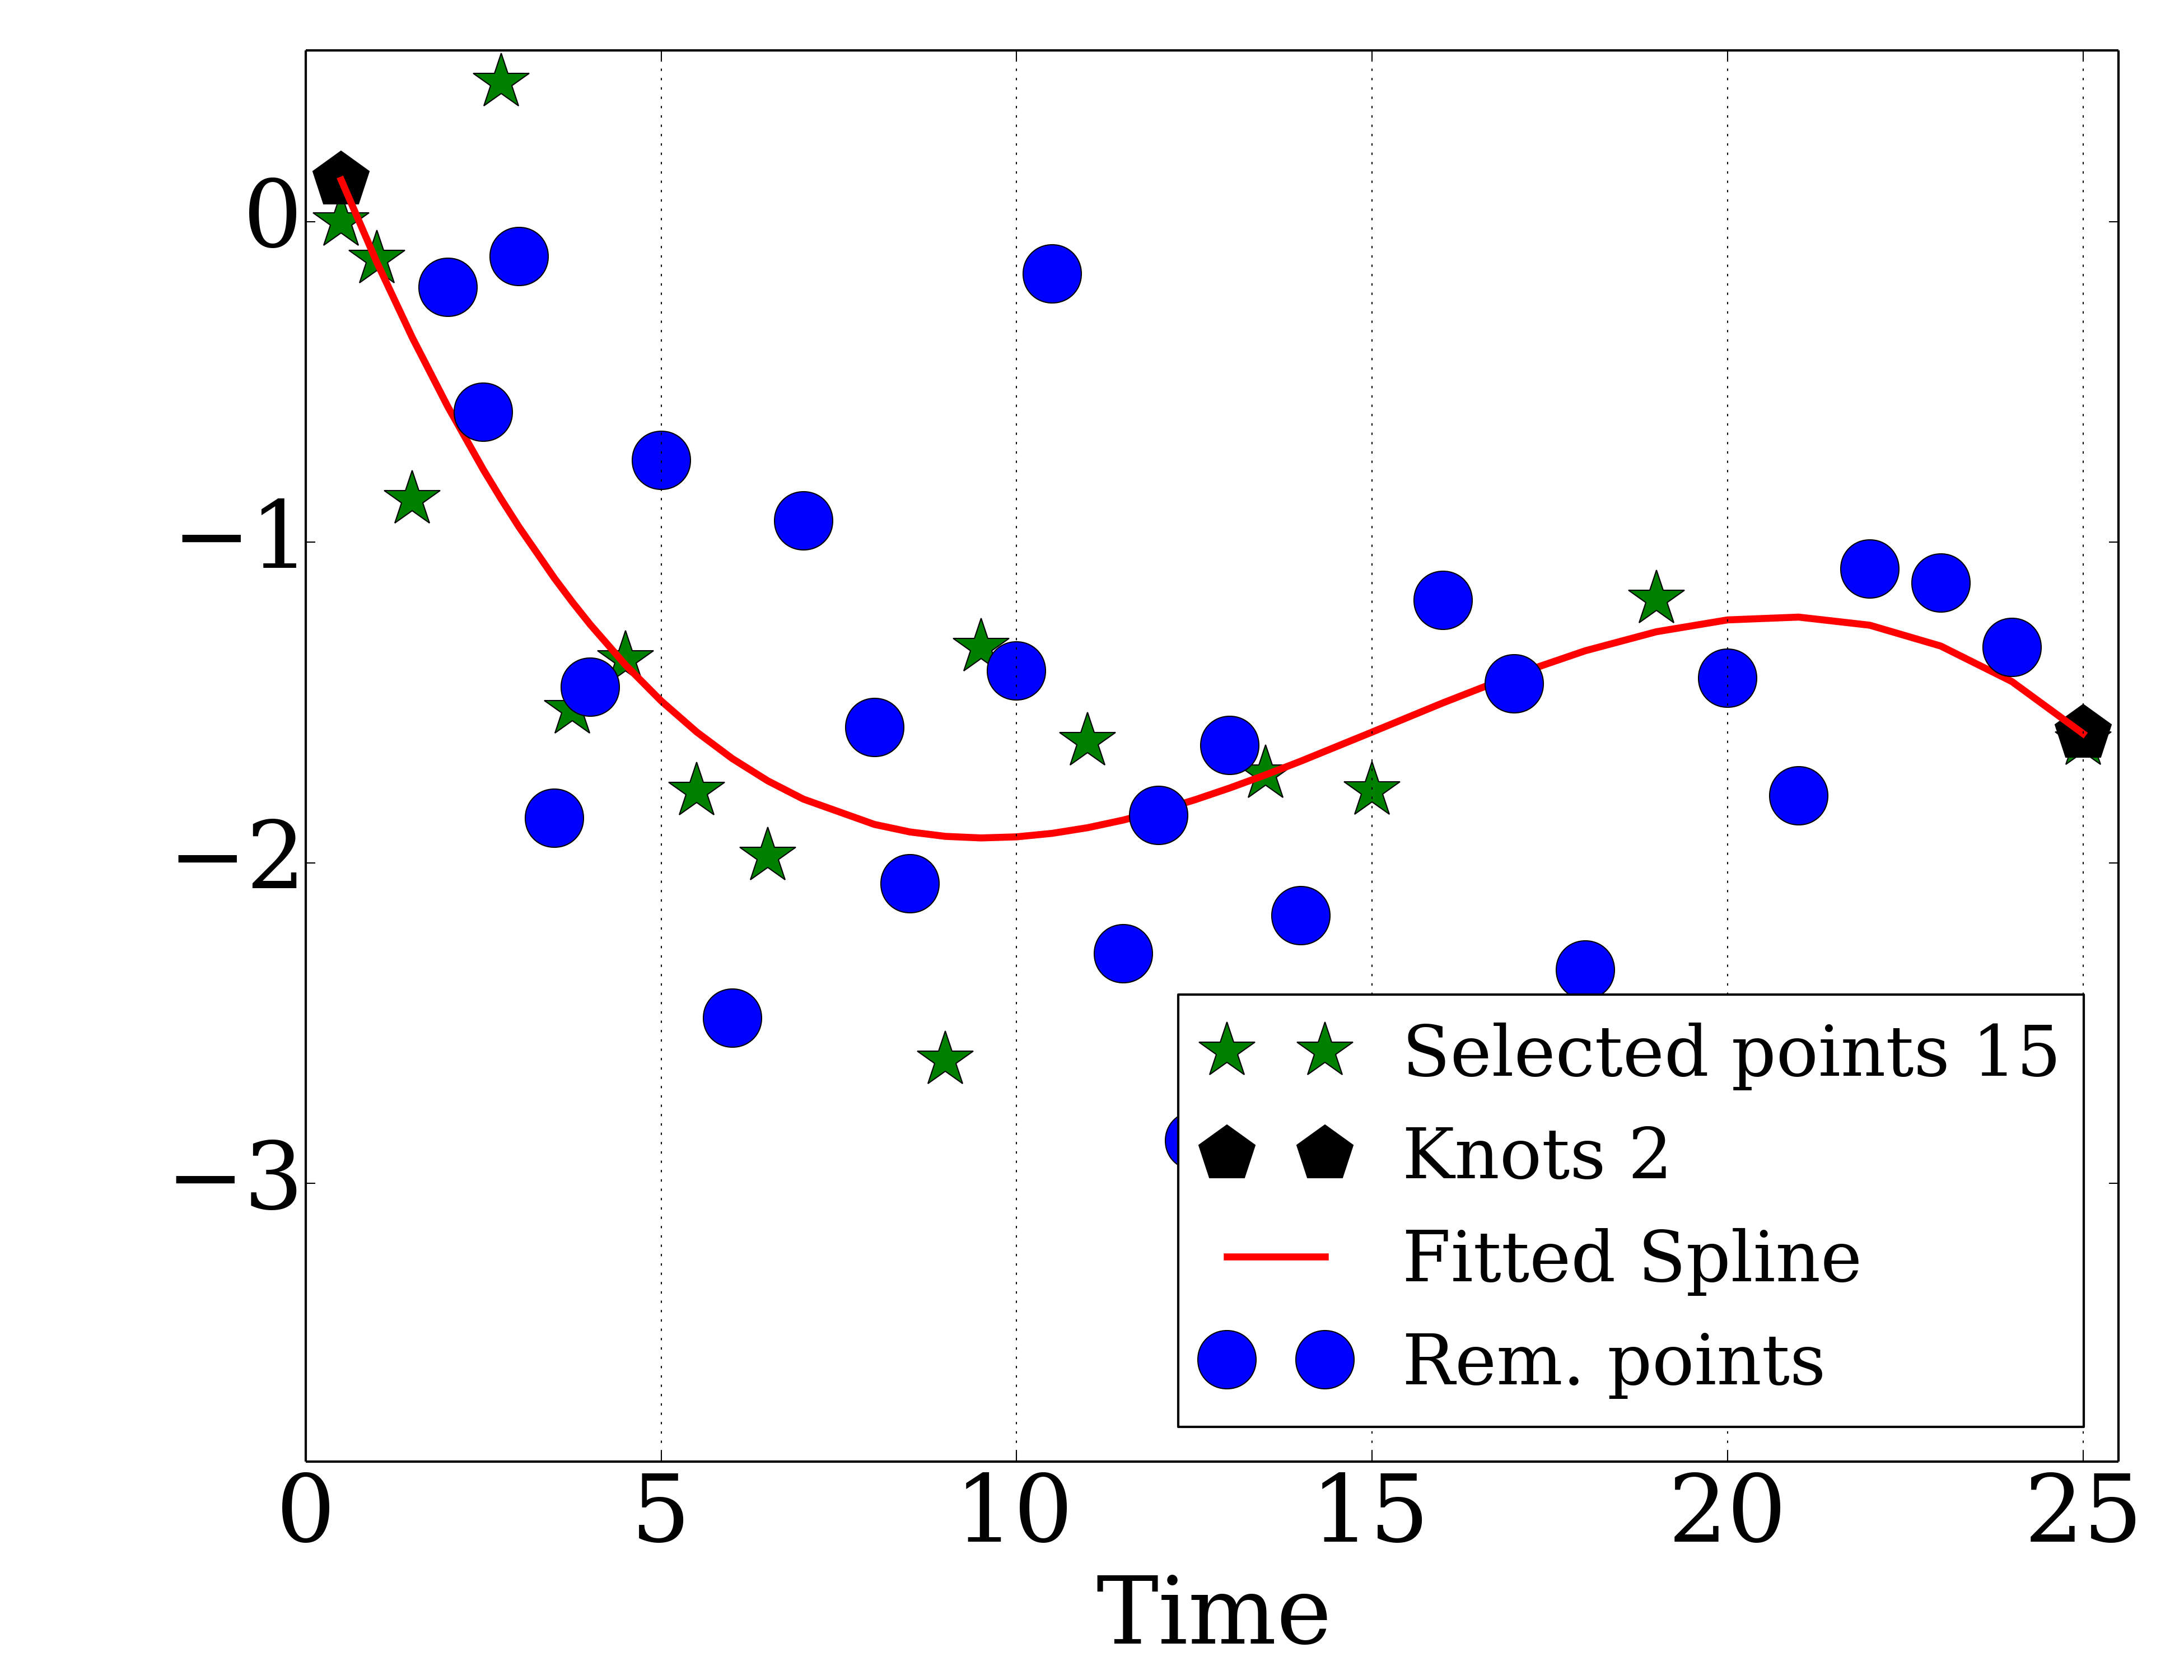 0
−1
−2
−3
Selected points 15
Knots 2
Fitted Spline
Rem. points
0 5 10 15 20 25
Time